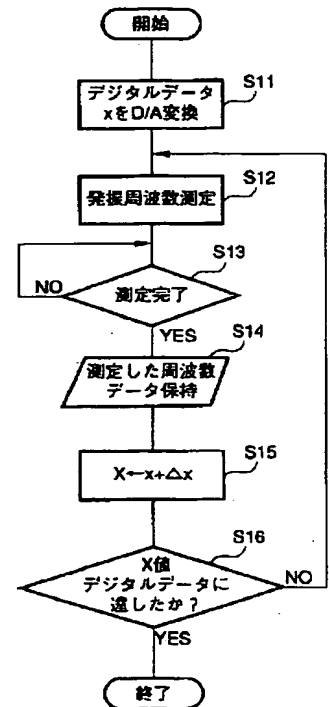 開始
デジタルデータ
xをD/A変換
S11
発振周波数測定
S12
測定完了
S13
NO
YES
測定した周波数
データ保持
S14
X←x+△x
S15
X値
デジタルデータに
達したか？
S16
NO
YES
終了